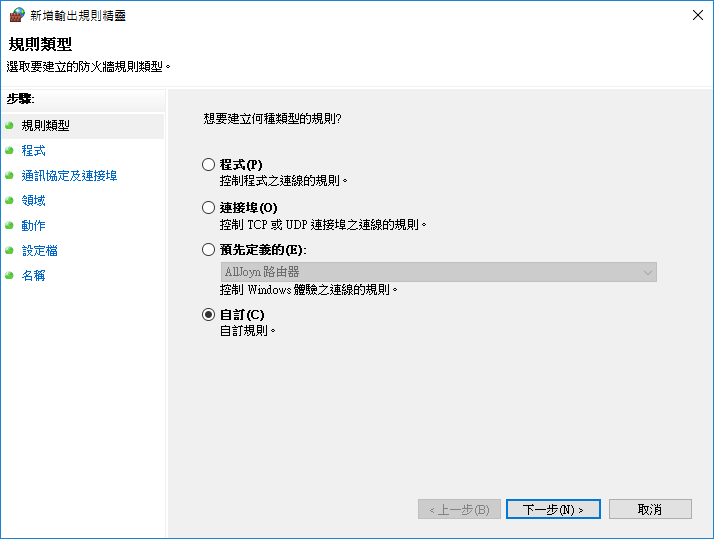 新增輸出規則精靈
規則類型
選取要建立的防火牆規則類型。
步驟:
規則類型
程式
通訊協定及連接埠
領域
動作
設定檔
名稱
想要建立何種類型的規則?
程式(P)
控制程式之連線的規則。
連接埠(O)
控制 TCP 或 UDP 連接埠之連線的規則。
預先定義的(E):
AllJoyn 路由器
控制 Windows 體驗之連線的規則。
自訂(C)
自訂規則。
< 上一步(B)
下一步(N) >
取消